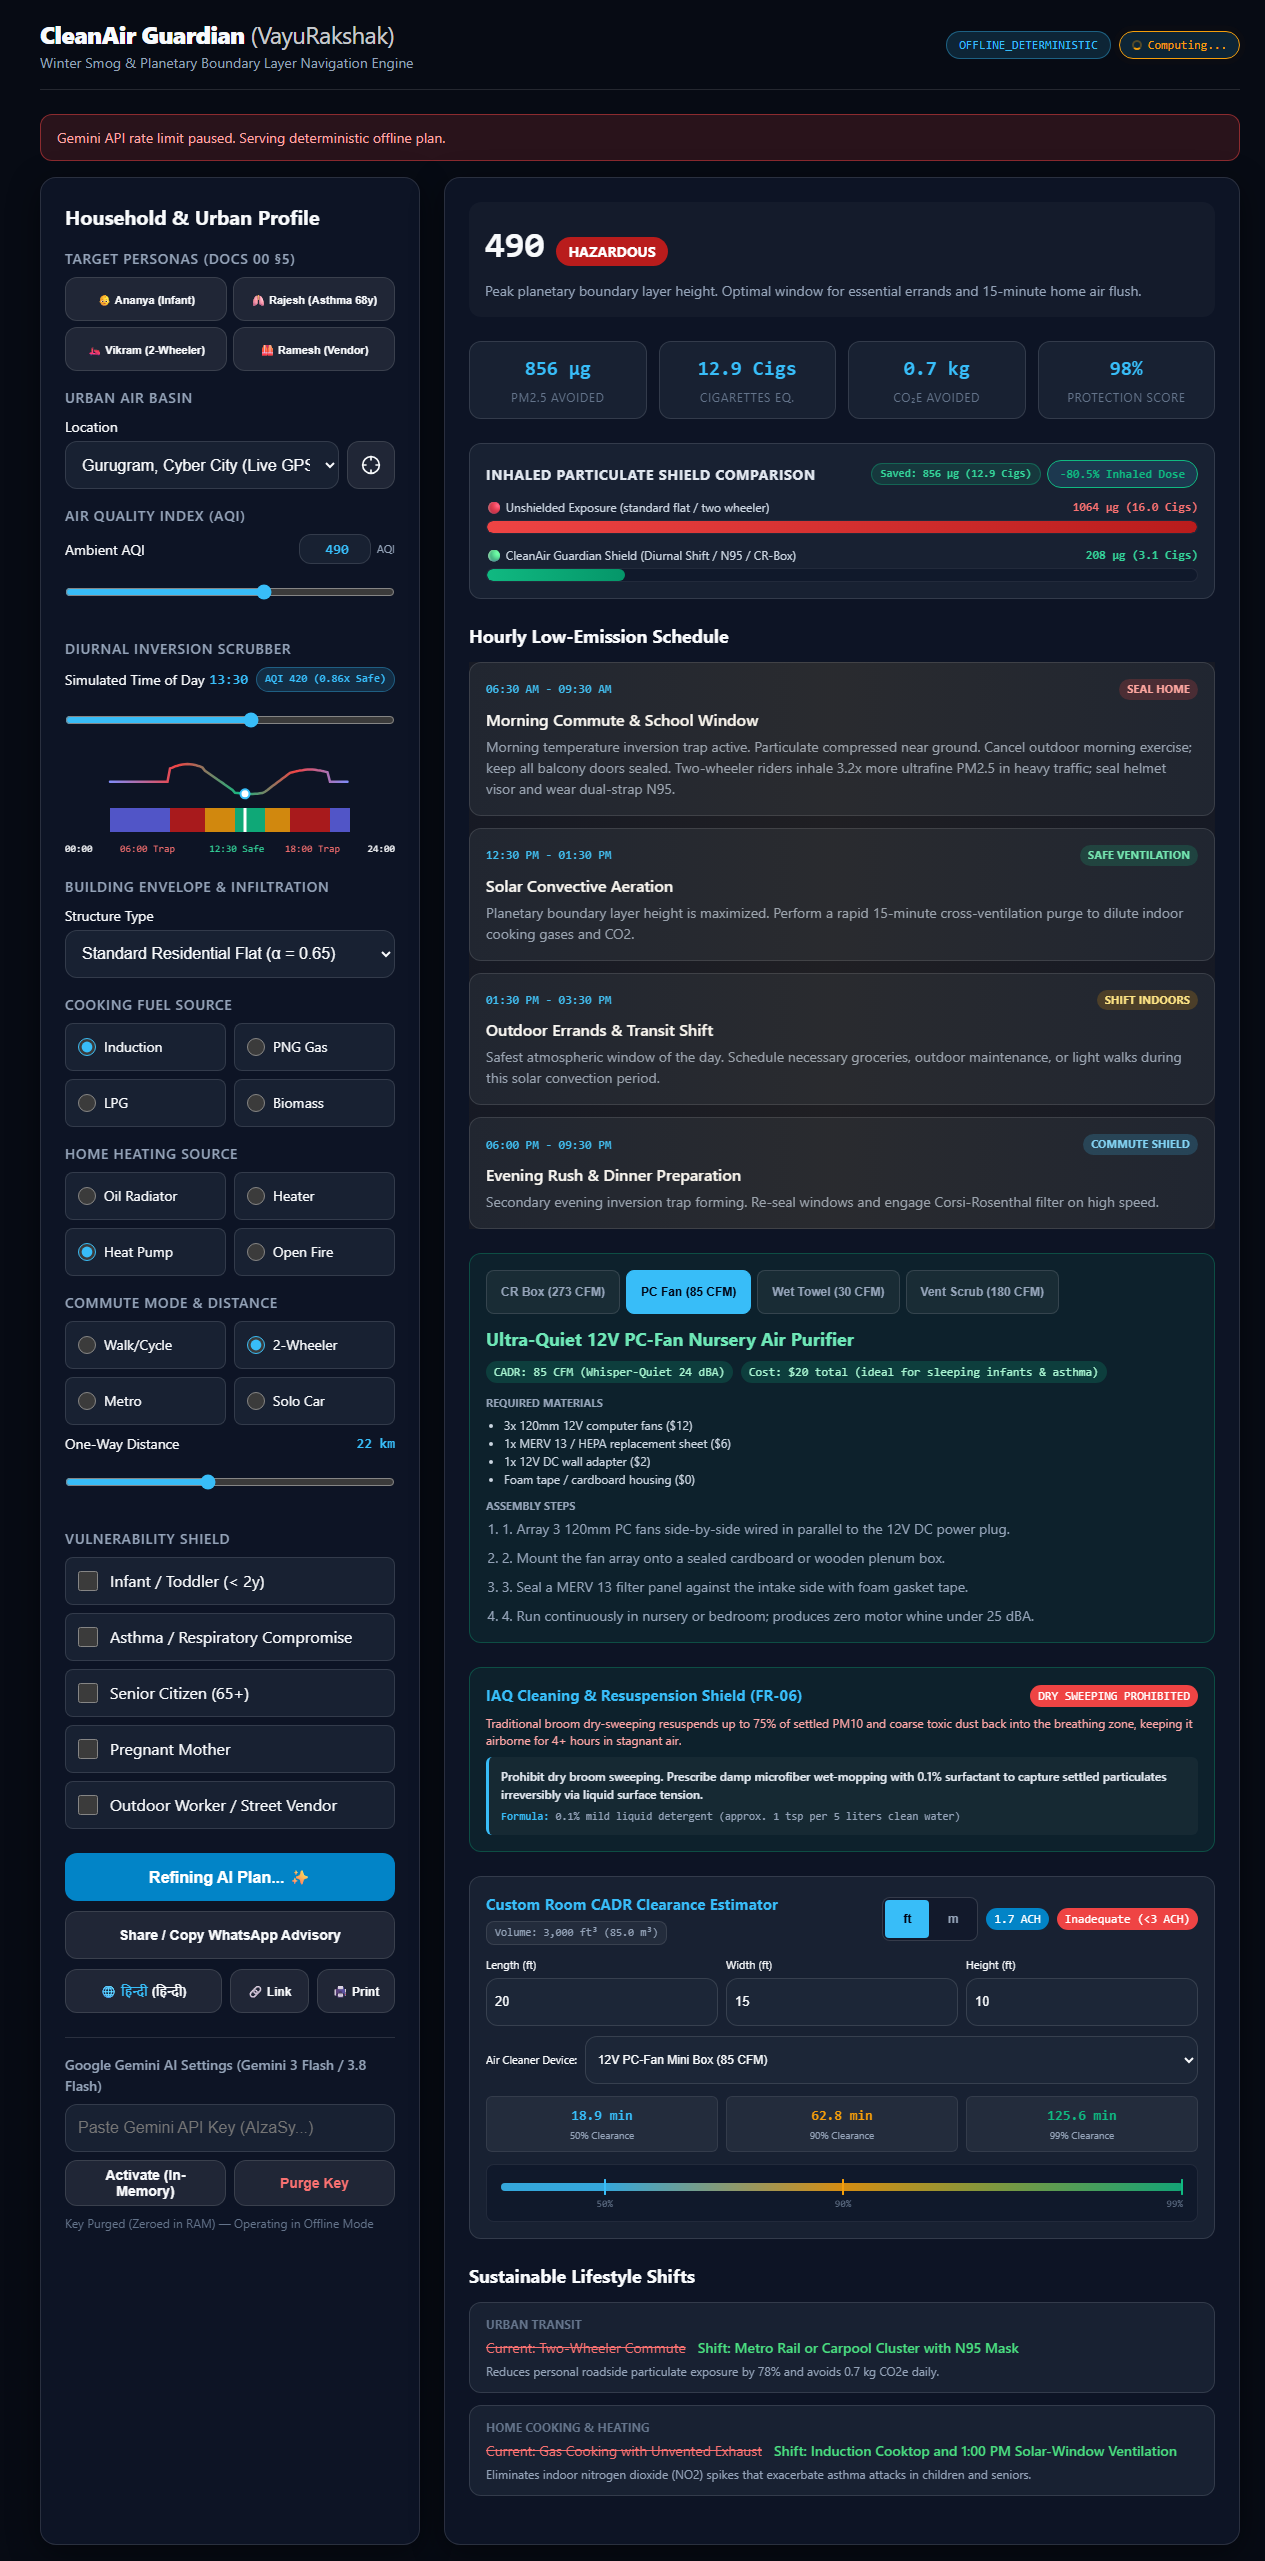 CleanAir Guardian (VayuRakshak)
Winter Smog & Planetary Boundary Layer Navigation Engine
OFFLINE_DETERMINISTIC
Computing...
Gemini API rate limit paused. Serving deterministic offline plan.
Household & Urban Profile
TARGET PERSONAS (DOCS 00 §5)
Ananya (Infant)
Rajesh (Asthma 68y)
Vikram (2-Wheeler)
Ramesh (Vendor)
URBAN AIR BASIN
Location
Gurugram, Cyber City (Live GPS
AIR QUALITY INDEX (AQI)
Ambient AQI
490
AQI
DIURNAL INVERSION SCRUBBER
Simulated Time of Day 13:30
AQI 420 (0.86x Safe)
00:00
06:00 Trap
12:30 Safe
18:00 Trap
24:00
BUILDING ENVELOPE & INFILTRATION
Structure Type
Standard Residential Flat (α = 0.65)
COOKING FUEL SOURCE
Induction
PNG Gas
LPG
Biomass
HOME HEATING SOURCE
Oil Radiator
Heater
Heat Pump
Open Fire
COMMUTE MODE & DISTANCE
Walk/Cycle
2-Wheeler
Metro
Solo Car
One-Way Distance
22 km
VULNERABILITY SHIELD
Infant / Toddler (< 2y)
Asthma / Respiratory Compromise
Senior Citizen (65+)
Pregnant Mother
Outdoor Worker / Street Vendor
Refining AI Plan... ✨
Share / Copy WhatsApp Advisory
🌐 हिन्दी (हिन्दी)
🔗 Link
🖨️ Print
Google Gemini AI Settings (Gemini 3 Flash / 3.8
Flash)
Paste Gemini API Key (AIzaSy...)
Activate (In-
Memory)
Purge Key
Key Purged (Zeroed in RAM) — Operating in Offline Mode
490
HAZARDOUS
Peak planetary boundary layer height. Optimal window for essential errands and 15-minute home air flush.
856 µg
PM2.5 AVOIDED
12.9 Cigs
CIGARETTES EQ.
0.7 kg
CO₂E AVOIDED
98%
PROTECTION SCORE
INHALED PARTICULATE SHIELD COMPARISON
Saved: 856 µg (12.9 Cigs)
-80.5% Inhaled Dose
Unshielded Exposure (standard flat / two wheeler)
1064 µg (16.0 Cigs)
CleanAir Guardian Shield (Diurnal Shift / N95 / CR-Box)
208 µg (3.1 Cigs)
Hourly Low-Emission Schedule
06:30 AM - 09:30 AM
SEAL HOME
Morning Commute & School Window
Morning temperature inversion trap active. Particulate compressed near ground. Cancel outdoor morning exercise;
keep all balcony doors sealed. Two-wheeler riders inhale 3.2x more ultrafine PM2.5 in heavy traffic; seal helmet
visor and wear dual-strap N95.
12:30 PM - 01:30 PM
SAFE VENTILATION
Solar Convective Aeration
Planetary boundary layer height is maximized. Perform a rapid 15-minute cross-ventilation purge to dilute indoor
cooking gases and CO2.
01:30 PM - 03:30 PM
SHIFT INDOORS
Outdoor Errands & Transit Shift
Safest atmospheric window of the day. Schedule necessary groceries, outdoor maintenance, or light walks during
this solar convection period.
06:00 PM - 09:30 PM
COMMUTE SHIELD
Evening Rush & Dinner Preparation
Secondary evening inversion trap forming. Re-seal windows and engage Corsi-Rosenthal filter on high speed.
CR Box (273 CFM)
PC Fan (85 CFM)
Wet Towel (30 CFM)
Vent Scrub (180 CFM)
Ultra-Quiet 12V PC-Fan Nursery Air Purifier
CADR: 85 CFM (Whisper-Quiet 24 dBA)
Cost: $20 total (ideal for sleeping infants & asthma)
REQUIRED MATERIALS
• 3x 120mm 12V computer fans ($12)
• 1x MERV 13 / HEPA replacement sheet ($6)
• 1x 12V DC wall adapter ($2)
• Foam tape / cardboard housing ($0)
ASSEMBLY STEPS
1. 1. Array 3 120mm PC fans side-by-side wired in parallel to the 12V DC power plug.
2. 2. Mount the fan array onto a sealed cardboard or wooden plenum box.
3. 3. Seal a MERV 13 filter panel against the intake side with foam gasket tape.
4. 4. Run continuously in nursery or bedroom; produces zero motor whine under 25 dBA.
IAQ Cleaning & Resuspension Shield (FR-06)
DRY SWEEPING PROHIBITED
Traditional broom dry-sweeping resuspends up to 75% of settled PM10 and coarse toxic dust back into the breathing zone, keeping it
airborne for 4+ hours in stagnant air.
Prohibit dry broom sweeping. Prescribe damp microfiber wet-mopping with 0.1% surfactant to capture settled particulates
irreversibly via liquid surface tension.
Formula: 0.1% mild liquid detergent (approx. 1 tsp per 5 liters clean water)
Custom Room CADR Clearance Estimator
Volume: 3,000 ft³ (85.0 m³)
ft
m
1.7 ACH
Inadequate (<3 ACH)
Length (ft)
Width (ft)
Height (ft)
20
15
10
Air Cleaner Device:
12V PC-Fan Mini Box (85 CFM)
18.9 min
50% Clearance
62.8 min
90% Clearance
125.6 min
99% Clearance
50%
90%
99%
Sustainable Lifestyle Shifts
URBAN TRANSIT
Current: Two-Wheeler Commute
Shift: Metro Rail or Carpool Cluster with N95 Mask
Reduces personal roadside particulate exposure by 78% and avoids 0.7 kg CO2e daily.
HOME COOKING & HEATING
Current: Gas Cooking with Unvented Exhaust
Shift: Induction Cooktop and 1:00 PM Solar-Window Ventilation
Eliminates indoor nitrogen dioxide (NO2) spikes that exacerbate asthma attacks in children and seniors.